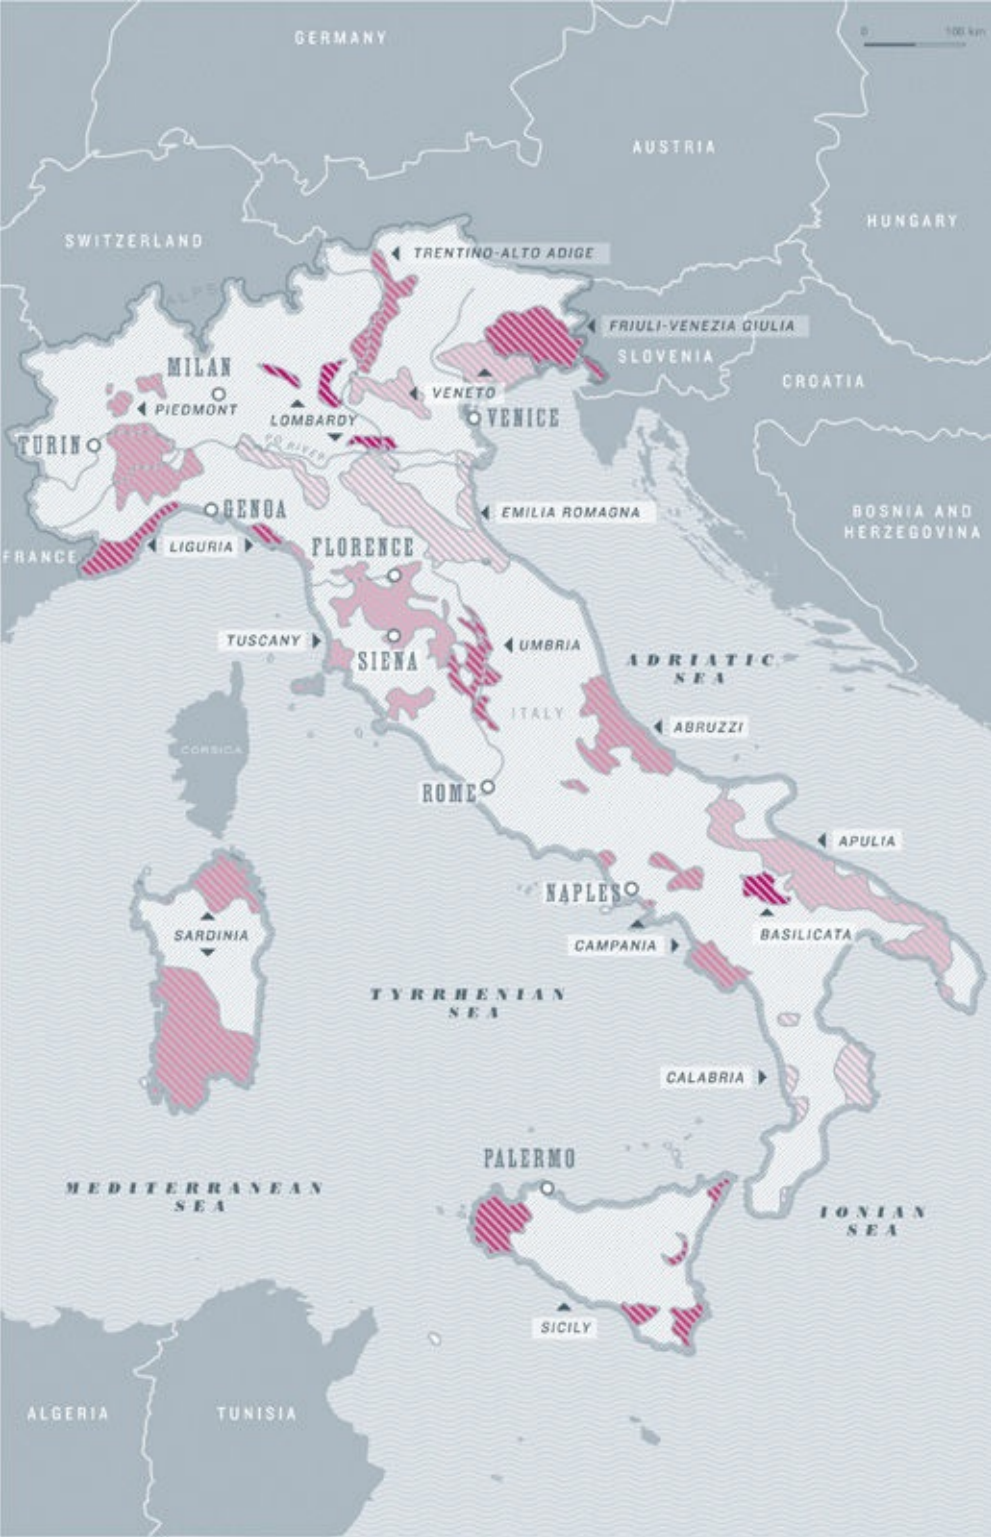 GERMANY
0 100 km
AUSTRIA
HUNGARY
SWITZERLAND
TRENTINO-ALTO ADIGE
ALPS
FRIULI-VENEZIA GIULIA
SLOVENIA
MILAN
CROATIA
VENETO
PIEDMONT
LOMBARDY
VENICE
TURIN
PO RIVER
GENOA
EMILIA ROMAGNA
BOSNIA AND
HERZEGOVINA
FRANCE
LIGURIA
FLORENCE
TUSCANY
UMBRIA
SIENA
ADRIATIC
SEA
ITALY
ABRUZZI
CORSICA
ROME
APULIA
NAPLES
SARDINIA
BASILICATA
CAMPANIA
TYRRHENIAN
SEA
CALABRIA
PALERMO
MEDITERRANEAN
SEA
IONIAN
SEA
SICILY
ALGERIA
TUNISIA